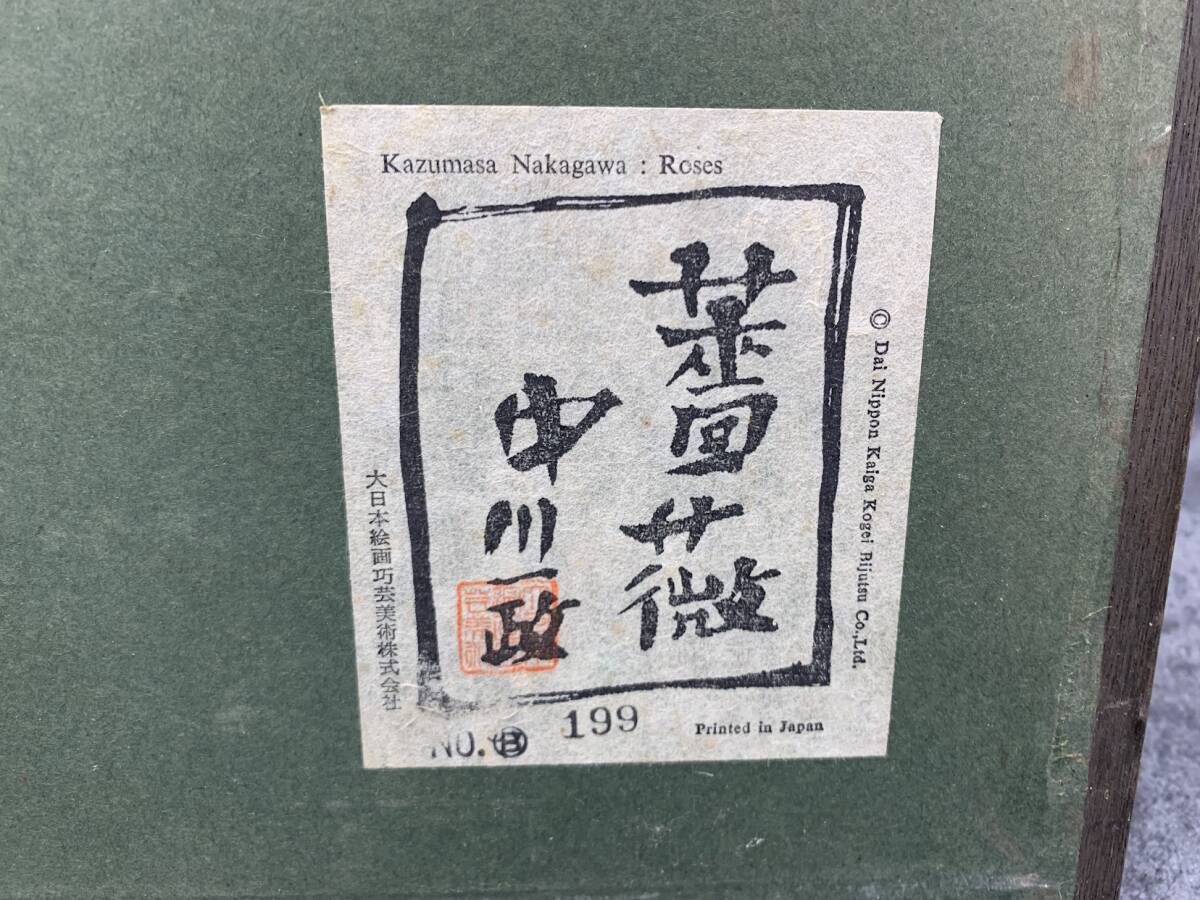 Kazumasa Nakagawa : Roses
薔薇
中川一政
© Dai Nippon Kaiga Kogei Bijutsu Co.,Ltd.
大日本絵画巧芸美術株式会社
NO. Ⓑ 199
Printed in Japan